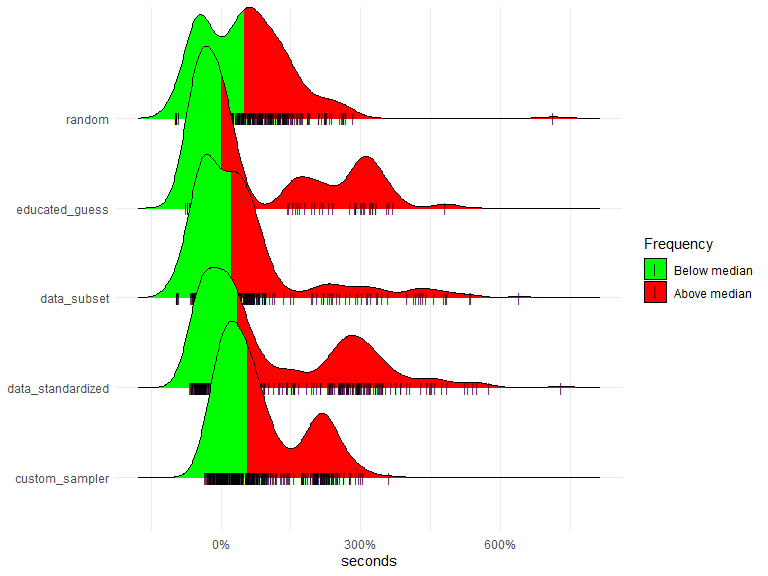 random
educated_guess
data_subset
data_standardized
custom_sampler
0%
300%
600%
seconds
Frequency
Below median
Above median